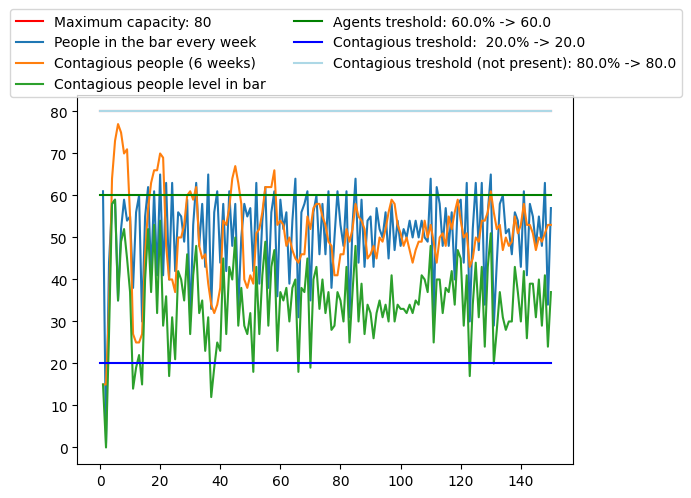 Maximum capacity: 80
People in the bar every week
Contagious people (6 weeks)
Contagious people level in bar
Agents treshold: 60.0% -> 60.0
Contagious treshold:  20.0% -> 20.0
Contagious treshold (not present): 80.0% -> 80.0
80
70
60
50
40
30
20
10
0
0 20 40 60 80 100 120 140